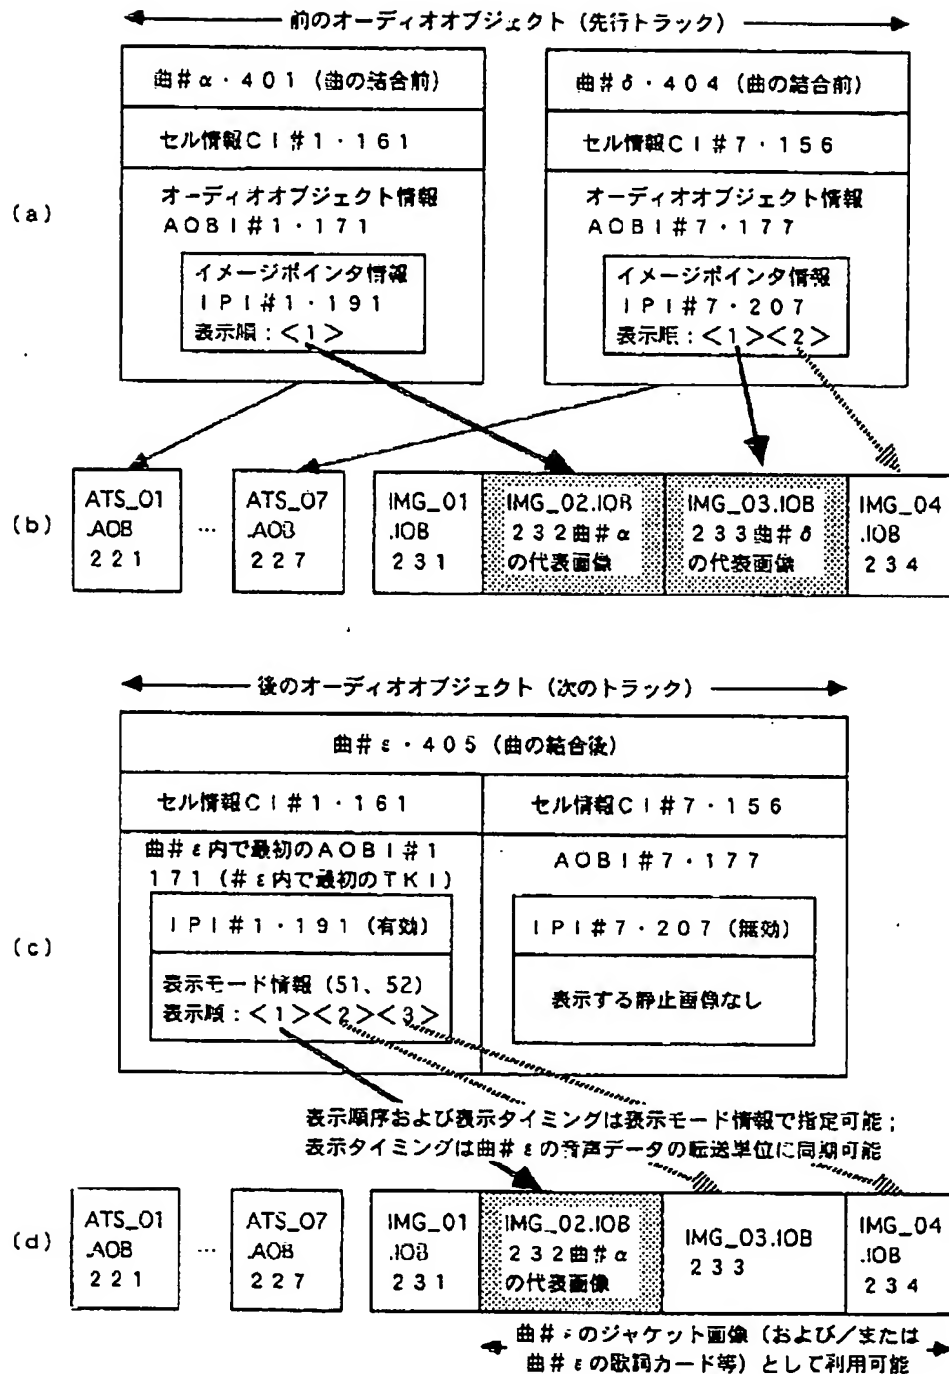 前のオーディオオブジェクト（先行トラック）
曲＃α・４０１（曲の結合前）
セル情報ＣＩ＃１・１６１
オーディオオブジェクト情報
ＡＯＢＩ＃１・１７１
イメージポインタ情報
ＩＰＩ＃１・１９１
表示順：＜１＞
曲＃δ・４０４（曲の結合前）
セル情報ＣＩ＃７・１５６
オーディオオブジェクト情報
ＡＯＢＩ＃７・１７７
イメージポインタ情報
ＩＰＩ＃７・２０７
表示順：＜１＞＜２＞
(a)
(b)
ATS_01
.AOB
２２１
…
ATS_07
.AOB
２２７
IMG_01
.IOB
２３１
IMG_02.IOB
２３２曲＃α
の代表画像
IMG_03.IOB
２３３曲＃δ
の代表画像
IMG_04
.IOB
２３４
後のオーディオオブジェクト（次のトラック）
曲＃ε・４０５（曲の結合後）
セル情報ＣＩ＃１・１６１
曲＃ε内で最初のＡＯＢＩ＃１
１７１（＃ε内で最初のＴＫＩ）
ＩＰＩ＃１・１９１（有効）
表示モード情報（51、52）
表示順：＜１＞＜２＞＜３＞
セル情報ＣＩ＃７・１５６
ＡＯＢＩ＃７・１７７
ＩＰＩ＃７・２０７（無効）
表示する静止画像なし
(c)
表示順序および表示タイミングは表示モード情報で指定可能；
表示タイミングは曲＃εの音声データの転送単位に同期可能
(d)
ATS_01
.AOB
２２１
…
ATS_07
.AOB
２２７
IMG_01
.IOB
２３１
IMG_02.IOB
２３２曲＃α
の代表画像
IMG_03.IOB
２３３
IMG_04
.IOB
２３４
曲＃εのジャケット画像（および／または
曲＃εの歌詞カード等）として利用可能